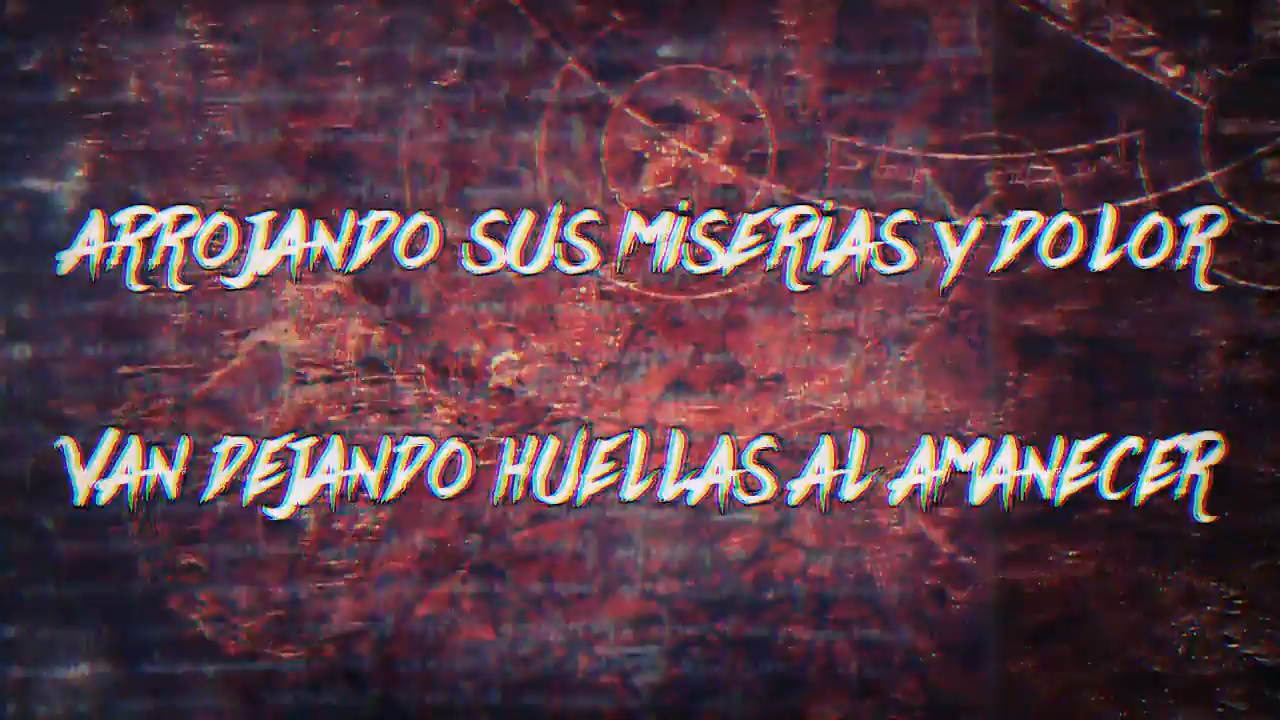 ARROJANDO SUS MiSERiAS Y DOLOR
VAN DEJANDO HUELLAS AL AMANECER